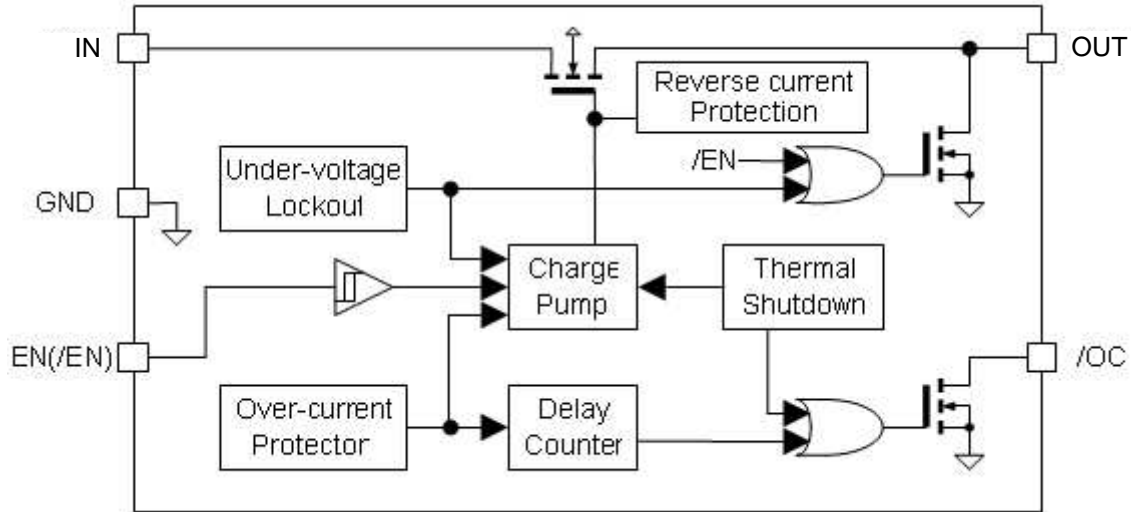 IN
OUT
Reverse current
Protection
/EN
Under-voltage
Lockout
GND
Charge
Pump
Thermal
Shutdown
EN(/EN)
/OC
Over-current
Protector
Delay
Counter